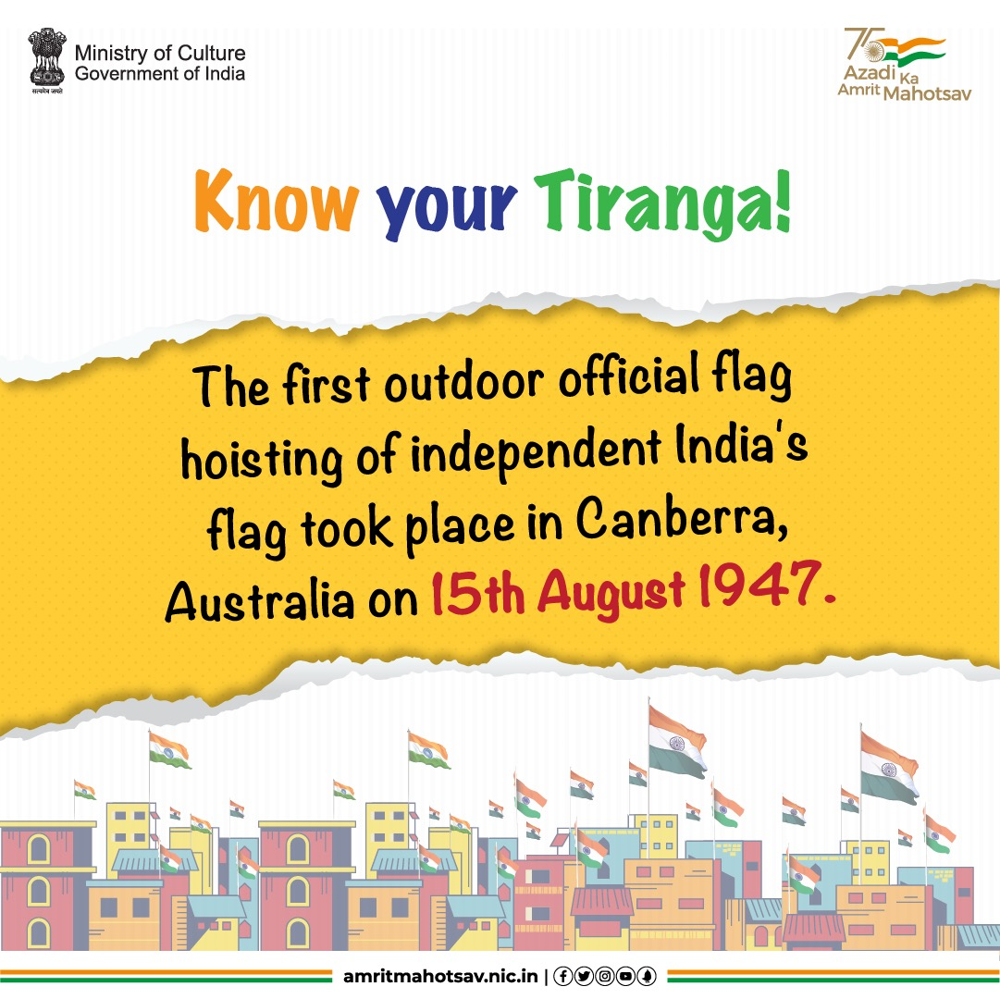 Ministry of Culture
Government of India
सत्यमेव जयते
75
Azadi Ka
Amrit Mahotsav
Know your Tiranga!
The first outdoor official flag
hoisting of independent India's
flag took place in Canberra,
Australia on 15th August 1947.
amritmahotsav.nic.in |